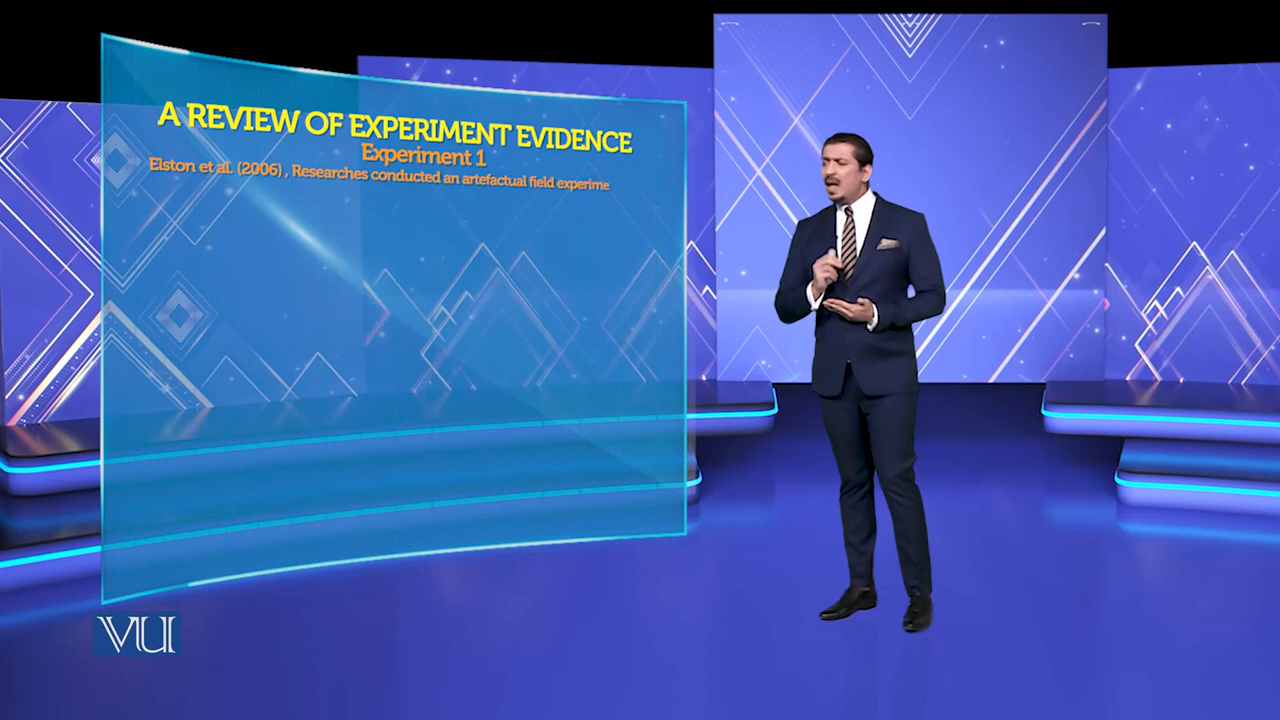 A REVIEW OF EXPERIMENT EVIDENCE
Experiment 1
Elston et al. (2006) , Researches conducted an artefactual field experime
VU